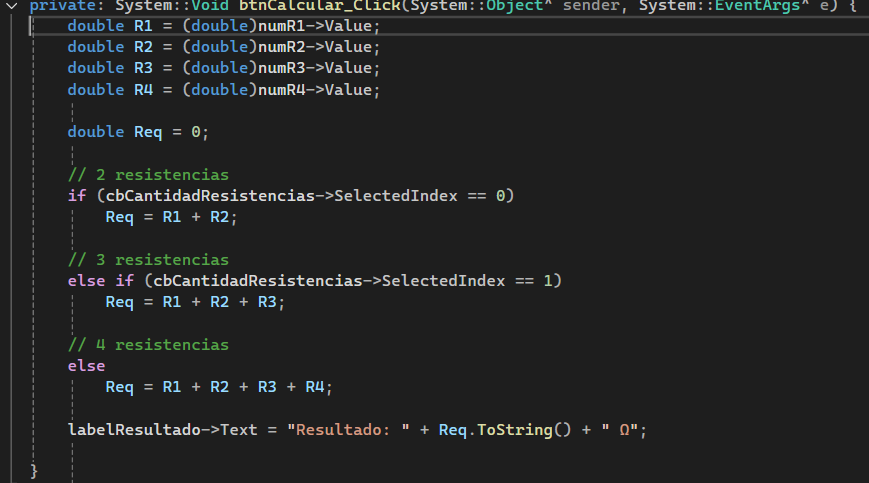 private: System::Void btnCalcular_Click(System::Object^ sender, System::EventArgs^ e) {
double R1 = (double)numR1->Value;
double R2 = (double)numR2->Value;
double R3 = (double)numR3->Value;
double R4 = (double)numR4->Value;
double Req = 0;
// 2 resistencias
if (cbCantidadResistencias->SelectedIndex == 0)
Req = R1 + R2;
// 3 resistencias
else if (cbCantidadResistencias->SelectedIndex == 1)
Req = R1 + R2 + R3;
// 4 resistencias
else
Req = R1 + R2 + R3 + R4;
labelResultado->Text = "Resultado: " + Req.ToString() + " Ω";
}